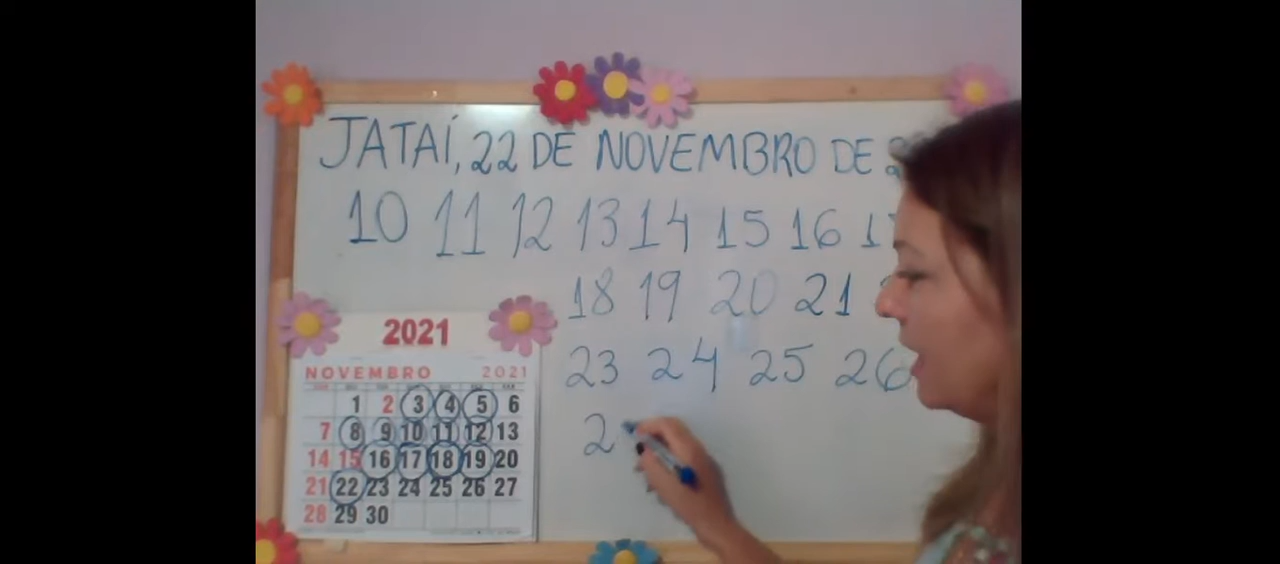 JATAÍ, 22 DE NOVEMBRO DE
10 11 12 13 14 15 16
18 19 20 21
23 24 25 26
2
2021
NOVEMBRO 2021
1 2 3 4 5 6
7 8 9 10 11 12 13
14 15 16 17 18 19 20
21 22 23 24 25 26 27
28 29 30